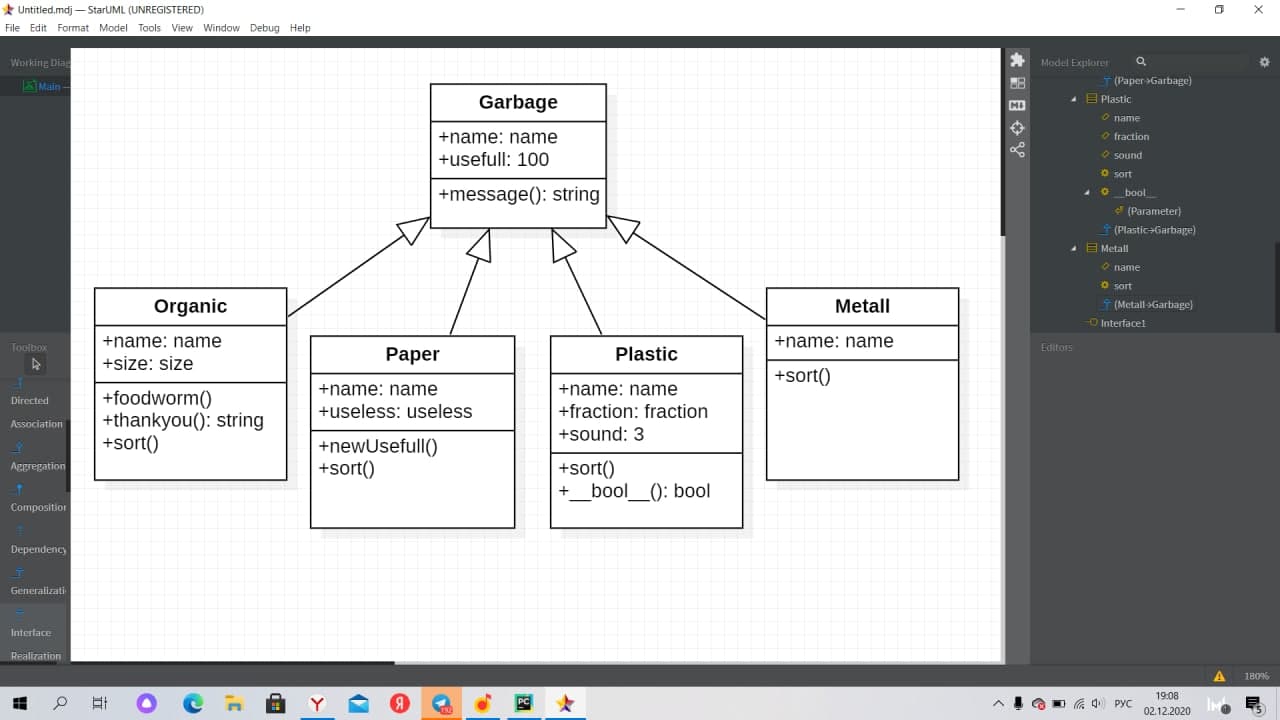 Untitled.mdj — StarUML (UNREGISTERED)
File Edit Format Model Tools View Window Debug Help
Working Diag
Main —
Toolbox
Directed
Association
Aggregation
Composition
Dependency
Generalizati
Interface
Realization
Garbage
+name: name
+usefull: 100
+message(): string
Organic
+name: name
+size: size
+foodworm()
+thankyou(): string
+sort()
Paper
+name: name
+useless: useless
+newUsefull()
+sort()
Plastic
+name: name
+fraction: fraction
+sound: 3
+sort()
+__bool__(): bool
Metall
+name: name
+sort()
Model Explorer
(Paper→Garbage)
Plastic
name
fraction
sound
sort
__bool__
(Parameter)
(Plastic→Garbage)
Metall
name
sort
(Metall→Garbage)
Interface1
Editors
180%
РУС
19:08
02.12.2020
5